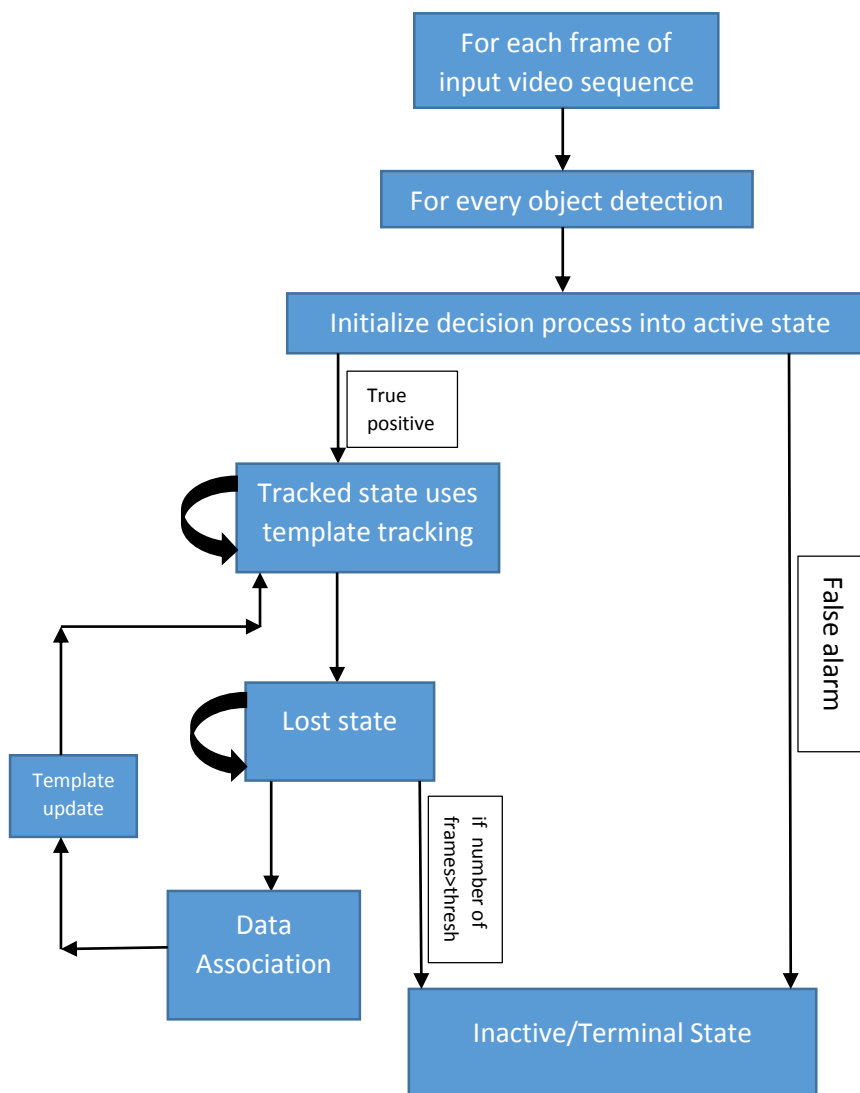 For each frame of
input video sequence
For every object detection
Initialize decision process into active state
True
positive
Tracked state uses
template tracking
False alarm
Lost state
Template
update
if number of
frames>thresh
Data
Association
Inactive/Terminal State